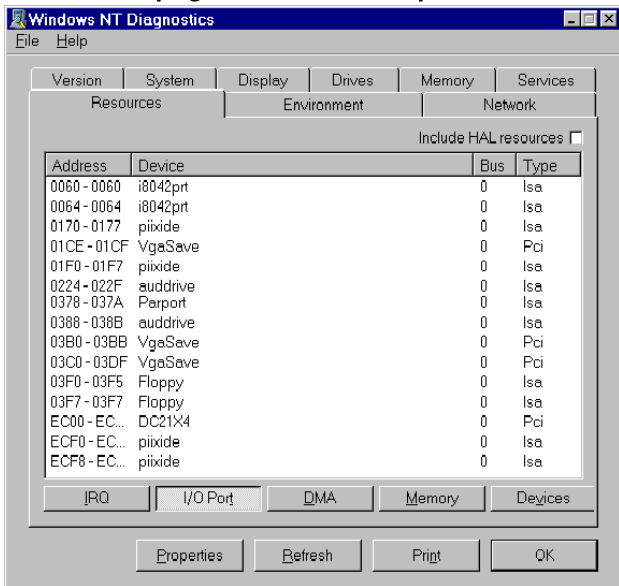 Windows NT Diagnostics
File Help
Version System Display Drives Memory Services
Resources Environment Network
Include HAL resources
Address Device Bus Type
0060 - 0060 i8042prt 0 Isa
0064 - 0064 i8042prt 0 Isa
0170 - 0177 piixide 0 Isa
01CE - 01CF VgaSave 0 Pci
01F0 - 01F7 piixide 0 Isa
0224 - 022F auddrive 0 Isa
0378 - 037A Parport 0 Isa
0388 - 038B auddrive 0 Isa
03B0 - 03BB VgaSave 0 Pci
03C0 - 03DF VgaSave 0 Pci
03F0 - 03F5 Floppy 0 Isa
03F7 - 03F7 Floppy 0 Isa
EC00 - EC... DC21X4 0 Pci
ECF0 - EC... piixide 0 Isa
ECF8 - EC... piixide 0 Isa
IRQ I/O Port DMA Memory Devices
Properties Refresh Print OK